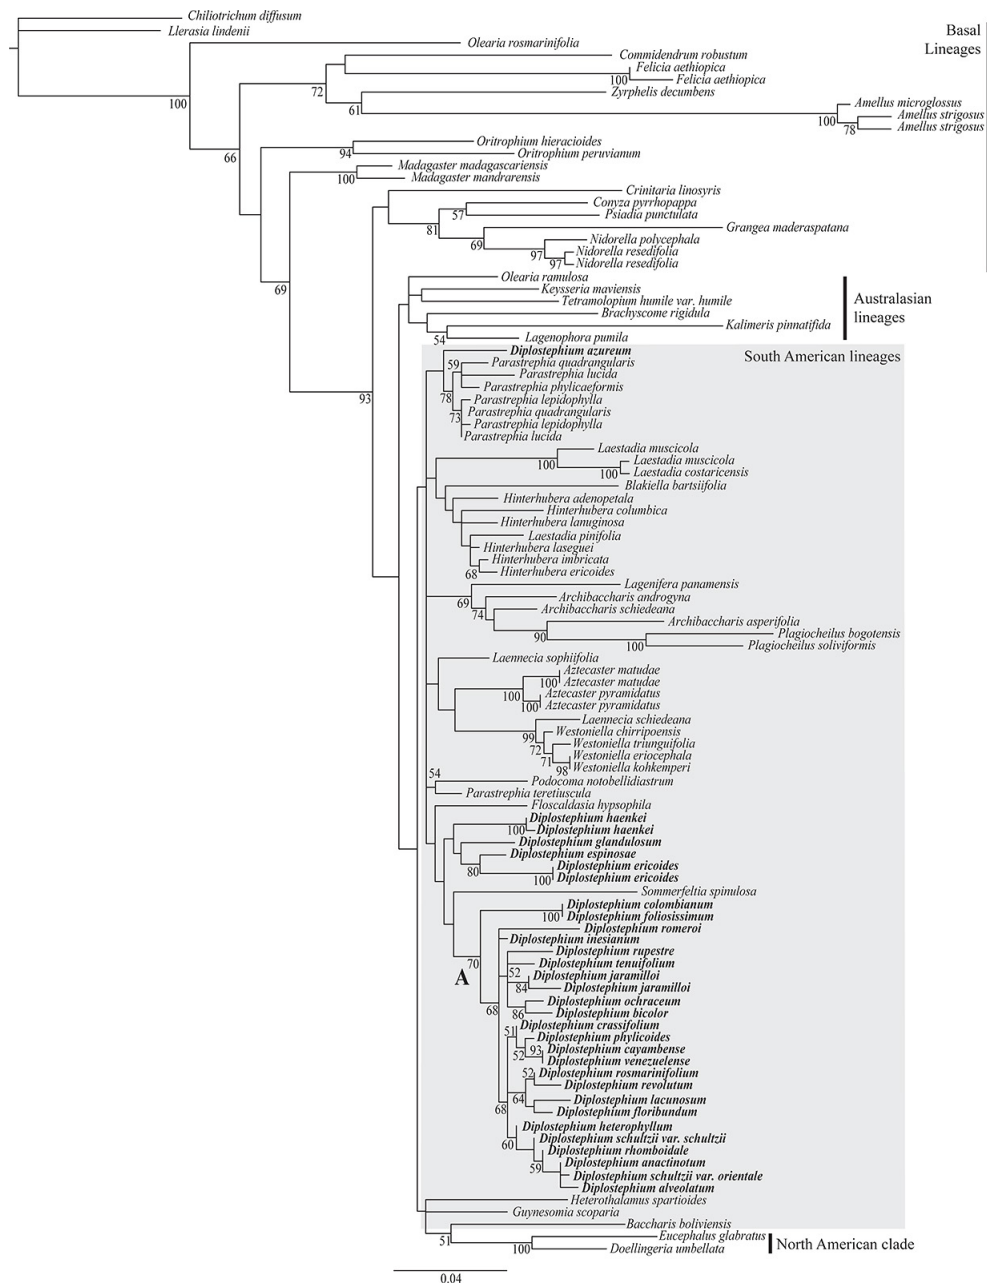 Chiliotrichum diffusum
Llerasia lindenii
Basal
Lineages
Olearia rosmarinifolia
Commidendrum robustum
Felicia aethiopica
100
Felicia aethiopica
72
Zyrphelis decumbens
100
61
Amellus microglossus
Amellus strigosus
100
78
Amellus strigosus
Oritrophium hieracioides
66
94
Oritrophium peruvianum
Madagaster madagascariensis
100
Madagaster mandrarensis
Crinitaria linosyris
Conyza pyrrhopappa
57
Psiadia punctulata
81
Grangea maderaspatana
69
Nidorella polycephala
97
Nidorella resedifolia
97
Nidorella resedifolia
Olearia ramulosa
69
Keysseria maviensis
Tetramolopium humile var. humile
Australasian
lineages
Brachyscome rigidula
Kalimeris pinnatifida
54
Lagenophora pumila
Diplostephium azureum
South American lineages
59
Parastrephia quadrangularis
Parastrephia lucida
Parastrephia phylicaeformis
93
78
Parastrephia lepidophylla
Parastrephia quadrangularis
73
Parastrephia lepidophylla
Parastrephia lucida
Laestadia muscicola
100
Laestadia muscicola
100
Laestadia costaricensis
Blakiella bartsiifolia
Hinterhubera adenopetala
Hinterhubera columbica
Hinterhubera lanuginosa
Laestadia pinifolia
Hinterhubera laseguei
Hinterhubera imbricata
68
Hinterhubera ericoides
Lagenifera panamensis
69
Archibaccharis androgyna
74
Archibaccharis schiedeana
Archibaccharis asperifolia
90
Plagiocheilus bogotensis
100
Plagiocheilus soliviformis
Laennecia sophiifolia
Aztecaster matudae
100
Aztecaster matudae
100
Aztecaster pyramidatus
100
Aztecaster pyramidatus
Laennecia schiedeana
99
Westoniella chirripoensis
72
Westoniella triunguifolia
71
Westoniella eriocephala
98
Westoniella kohkemperi
54
Podocoma notobellidiastrum
Parastrephia teretiuscula
Floscaldasia hypsophila
Diplostephium haenkei
100
Diplostephium haenkei
Diplostephium glandulosum
Diplostephium espinosae
80
Diplostephium ericoides
100
Diplostephium ericoides
Sommerfeltia spinulosa
Diplostephium colombianum
100
Diplostephium foliosissimum
Diplostephium romeroi
Diplostephium inesianum
70
A
Diplostephium rupestre
Diplostephium tenuifolium
52
Diplostephium jaramilloi
84
Diplostephium jaramilloi
68
Diplostephium ochraceum
86
Diplostephium bicolor
51
Diplostephium crassifolium
Diplostephium phylicoides
52
93
Diplostephium cayambense
Diplostephium venezuelense
52
Diplostephium rosmarinifolium
Diplostephium revolutum
64
Diplostephium lacunosum
68
Diplostephium floribundum
Diplostephium heterophyllum
60
Diplostephium schultzii var. schultzii
Diplostephium rhomboidale
59
Diplostephium anactinotum
Diplostephium schultzii var. orientale
Diplostephium alveolatum
Heterothalamus spartioides
Guynesomia scoparia
Baccharis boliviensis
51
Eucephalus glabratus
100
Doellingeria umbellata
North American clade
0.04